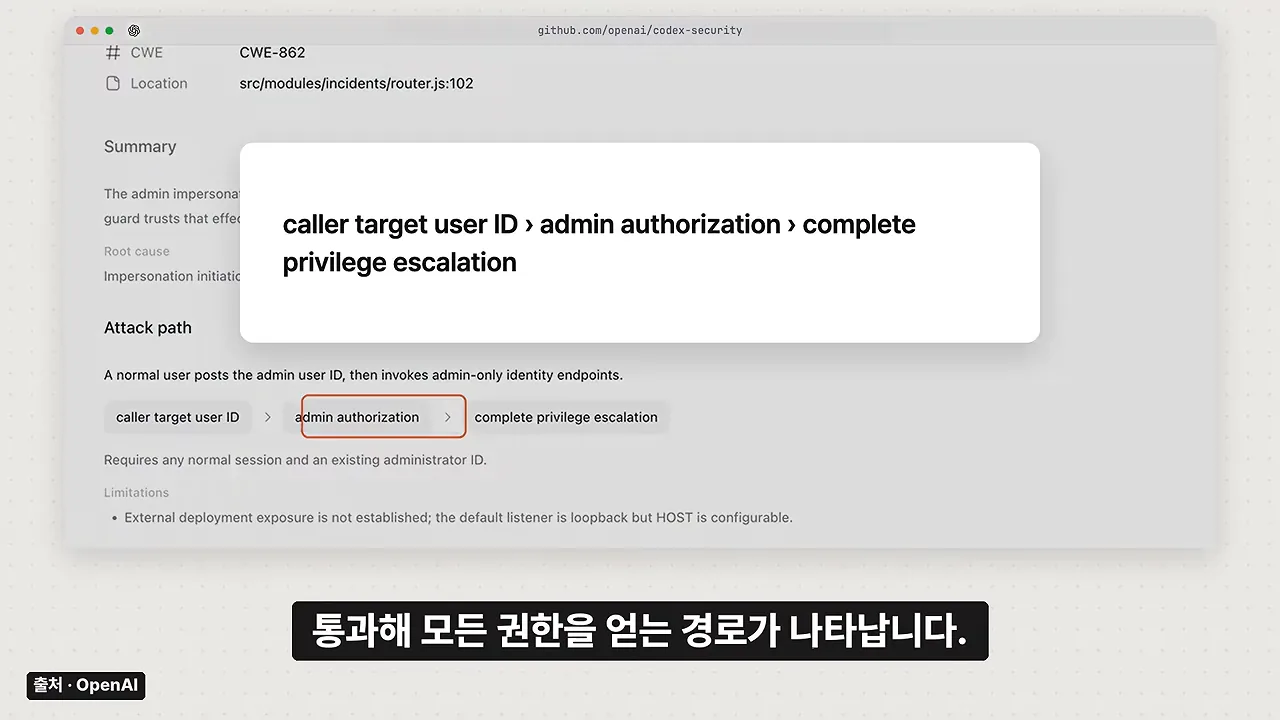 github.com/openai/codex-security
CWE
CWE-862
Location
src/modules/incidents/router.js:102
Summary
The admin
guard trusts that
Root cause
Impersonation
caller target user ID › admin authorization › complete
privilege escalation
Attack path
A normal user posts the admin user ID, then invokes admin-only identity endpoints.
caller target user ID > admin authorization > complete privilege escalation
Requires any normal session and an existing administrator ID.
Limitations
• External deployment exposure is not established; the default listener is loopback but HOST is configurable.
통과해 모든 권한을 얻는 경로가 나타납니다.
출처 · OpenAI